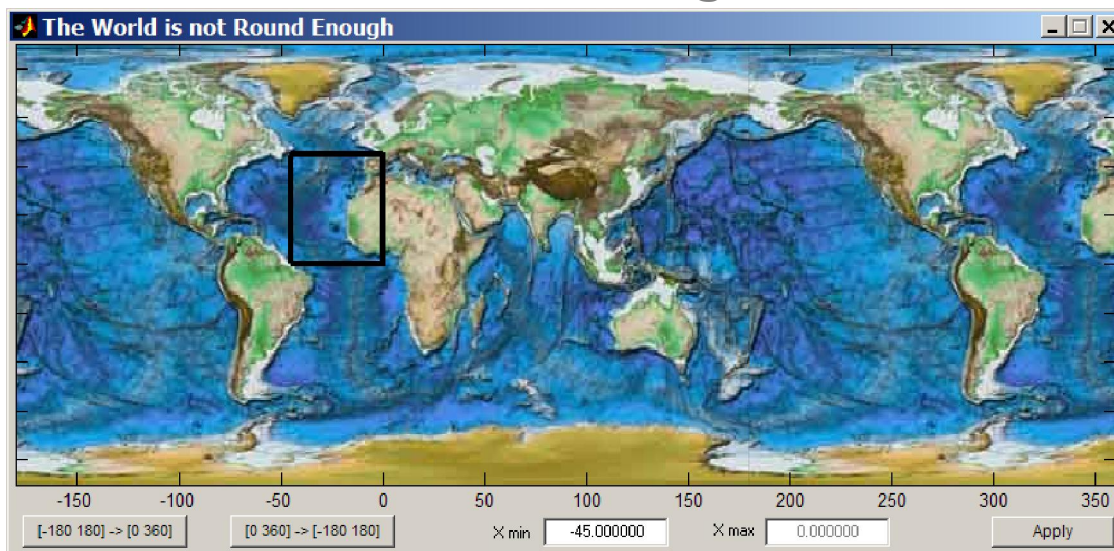 The World is not Round Enough
-150 -100 -50 0 50 100 150 200 250 300 350
[-180 180] -> [0 360] [0 360] -> [-180 180] X min -45.000000 X max 0.000000 Apply